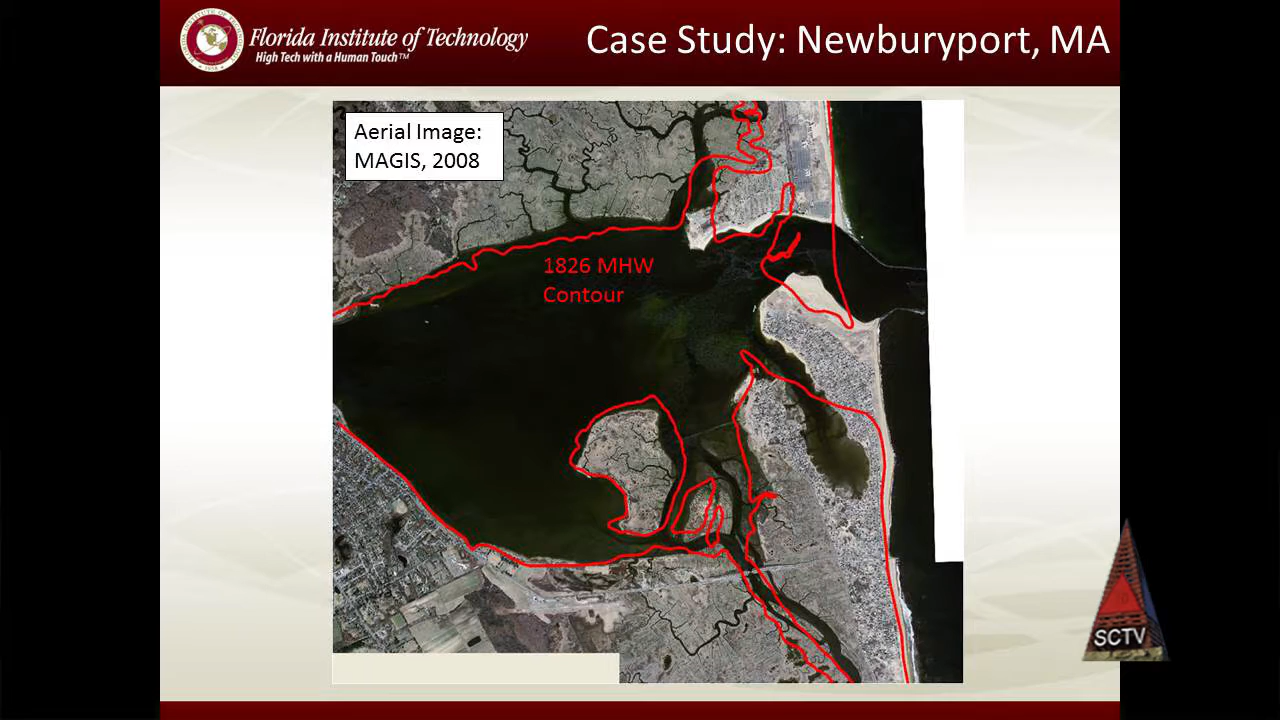 Florida Institute of Technology
High Tech with a Human Touch™
Case Study: Newburyport, MA
Aerial Image:
MAGIS, 2008
1826 MHW
Contour
SCTV